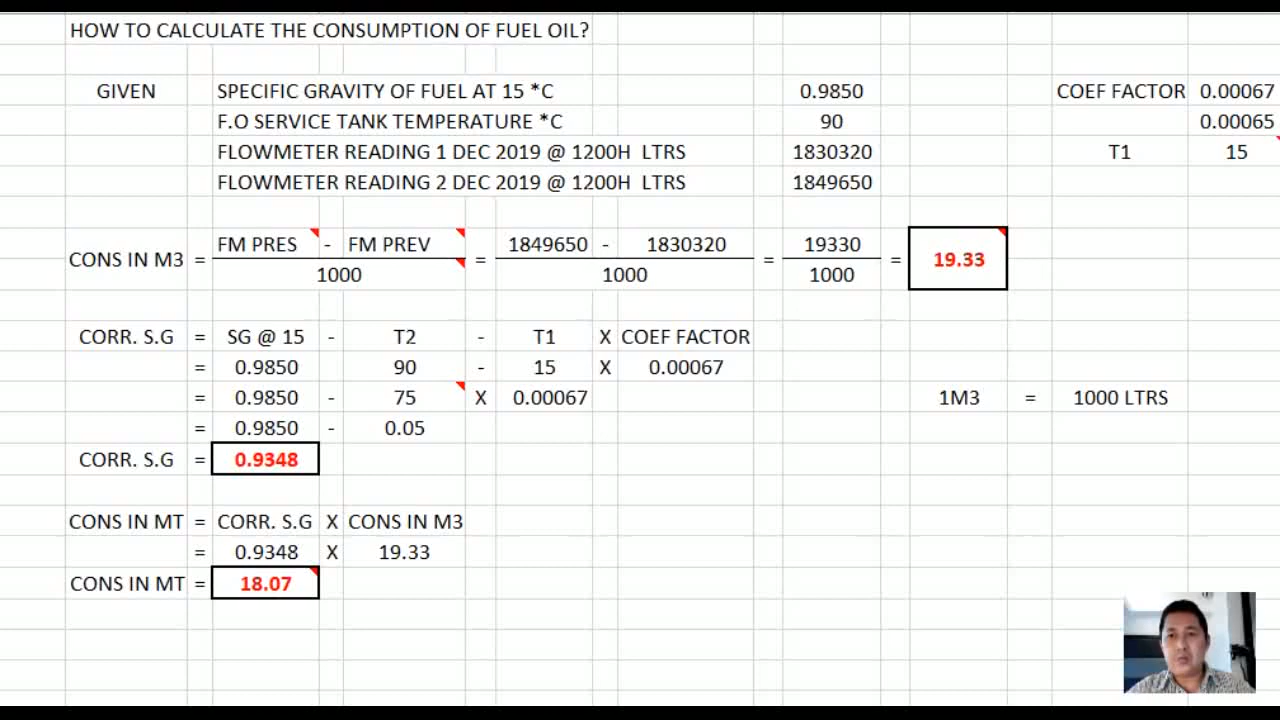 HOW TO CALCULATE THE CONSUMPTION OF FUEL OIL?
GIVEN SPECIFIC GRAVITY OF FUEL AT 15 *C 0.9850 COEF FACTOR 0.00067
F.O SERVICE TANK TEMPERATURE *C 90 0.00065
FLOWMETER READING 1 DEC 2019 @ 1200H LTRS 1830320 T1 15
FLOWMETER READING 2 DEC 2019 @ 1200H LTRS 1849650
FM PRES - FM PREV 1849650 - 1830320 19330
CONS IN M3 = = = = 19.33
1000 1000 1000
CORR. S.G = SG @ 15 - T2 - T1 X COEF FACTOR
= 0.9850 90 - 15 X 0.00067
= 0.9850 - 75 X 0.00067 1M3 = 1000 LTRS
= 0.9850 - 0.05
CORR. S.G = 0.9348
CONS IN MT = CORR. S.G X CONS IN M3
= 0.9348 X 19.33
CONS IN MT = 18.07